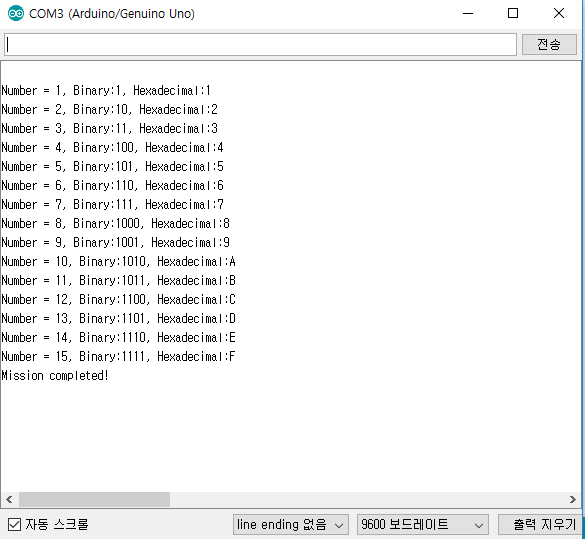 COM3 (Arduino/Genuino Uno)
전송
Number = 1, Binary:1, Hexadecimal:1
Number = 2, Binary:10, Hexadecimal:2
Number = 3, Binary:11, Hexadecimal:3
Number = 4, Binary:100, Hexadecimal:4
Number = 5, Binary:101, Hexadecimal:5
Number = 6, Binary:110, Hexadecimal:6
Number = 7, Binary:111, Hexadecimal:7
Number = 8, Binary:1000, Hexadecimal:8
Number = 9, Binary:1001, Hexadecimal:9
Number = 10, Binary:1010, Hexadecimal:A
Number = 11, Binary:1011, Hexadecimal:B
Number = 12, Binary:1100, Hexadecimal:C
Number = 13, Binary:1101, Hexadecimal:D
Number = 14, Binary:1110, Hexadecimal:E
Number = 15, Binary:1111, Hexadecimal:F
Mission completed!
자동 스크롤 line ending 없음 9600 보드레이트 출력 지우기